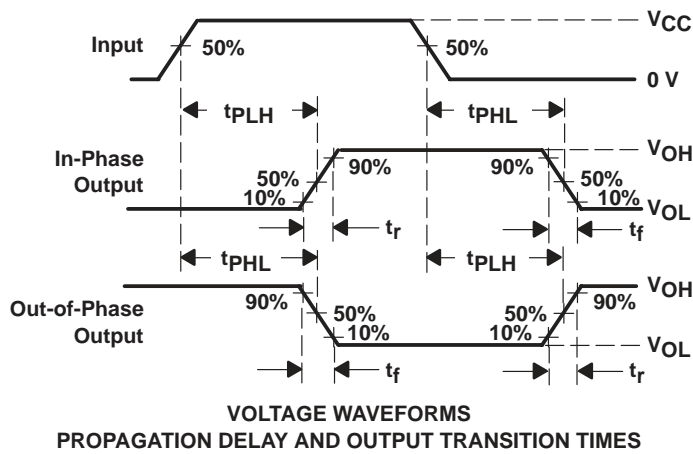 VCC
Input
50%
50%
0 V
tPLH
tPHL
In-Phase
Output
VOH
90%
90%
50%
50%
10%
10%
VOL
tr
tf
tPHL
tPLH
Out-of-Phase
Output
VOH
90%
90%
50%
50%
10%
10%
VOL
tf
tr
VOLTAGE WAVEFORMS
PROPAGATION DELAY AND OUTPUT TRANSITION TIMES